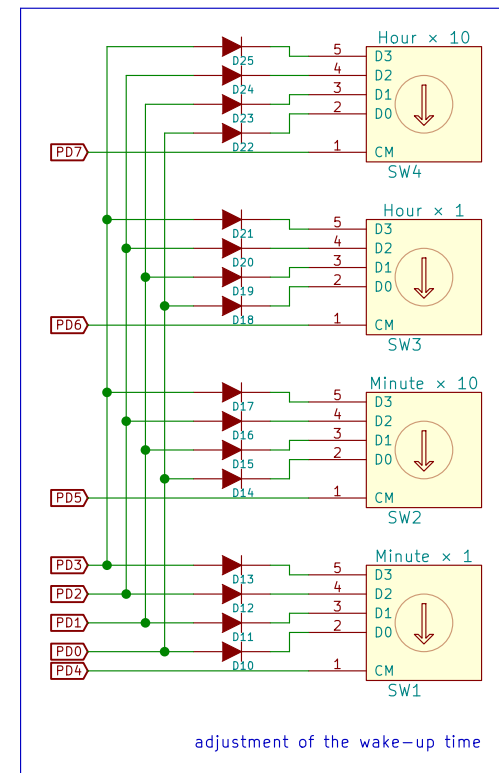 Hour × 10
D25
5
D3
D24
4
D2
D23
3
D1
D22
2
D0
PD7
1
CM
SW4
Hour × 1
D21
5
D3
D20
4
D2
D19
3
D1
D18
2
D0
PD6
1
CM
SW3
Minute × 10
D17
5
D3
D16
4
D2
D15
3
D1
D14
2
D0
PD5
1
CM
SW2
Minute × 1
PD3
D13
5
D3
PD2
D12
4
D2
PD1
D11
3
D1
PD0
D10
2
D0
PD4
1
CM
SW1
adjustment of the wake-up time